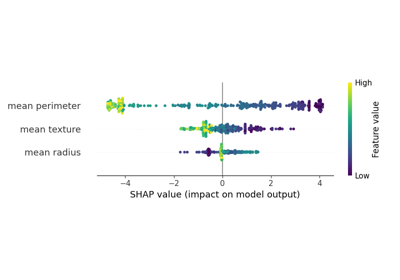 High
mean perimeter
mean texture
mean radius
Feature value
Low
−4
−2
0
2
4
SHAP value (impact on model output)